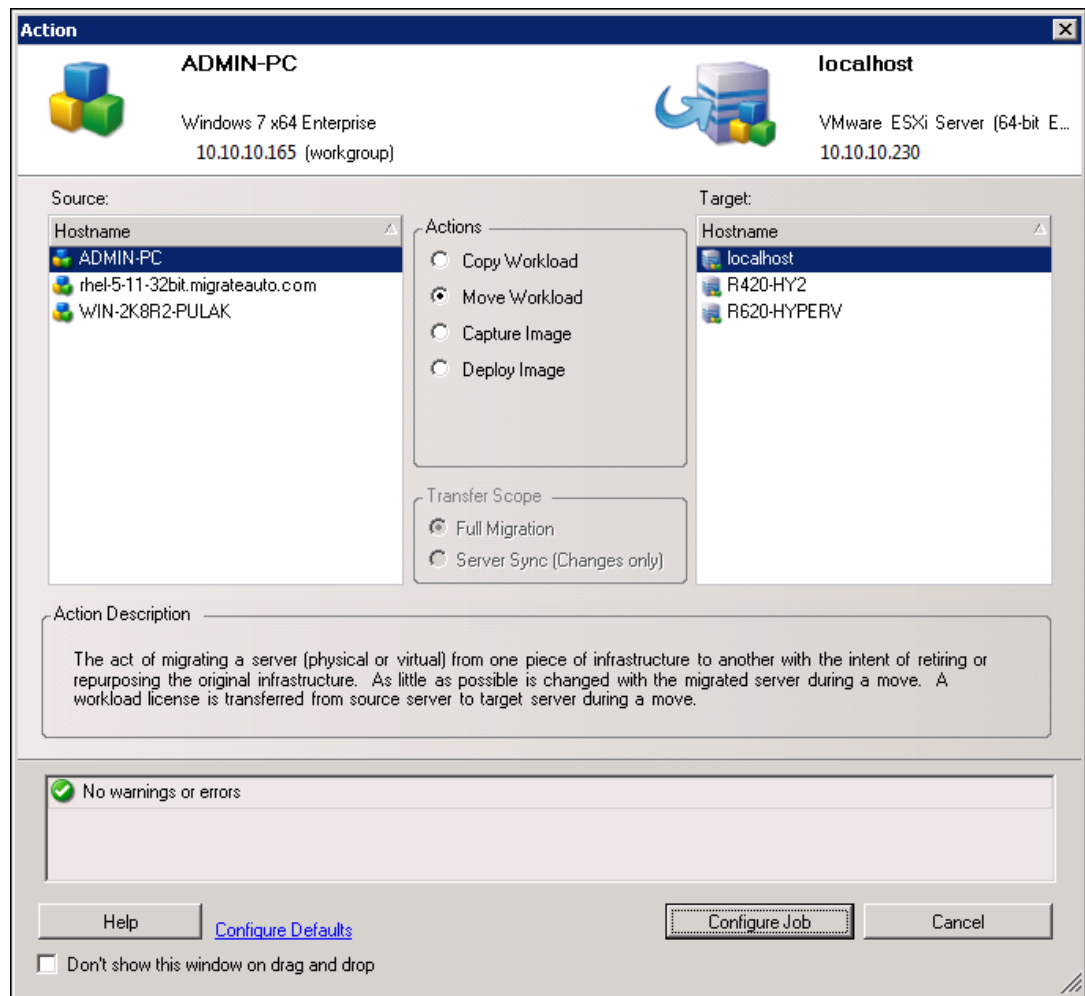 Action
ADMIN-PC
Windows 7 x64 Enterprise
10.10.10.165 (workgroup)
localhost
VMware ESXi Server (64-bit E...
10.10.10.230
Source:
Hostname
ADMIN-PC
rhel-5-11-32bit.migrateauto.com
WIN-2K8R2-PULAK
Actions
Copy Workload
Move Workload
Capture Image
Deploy Image
Transfer Scope
Full Migration
Server Sync (Changes only)
Target:
Hostname
localhost
R420-HY2
R620-HYPERV
Action Description
The act of migrating a server (physical or virtual) from one piece of infrastructure to another with the intent of retiring or
repurposing the original infrastructure. As little as possible is changed with the migrated server during a move. A
workload license is transferred from source server to target server during a move.
No warnings or errors
Help
Configure Defaults
Configure Job
Cancel
Don't show this window on drag and drop